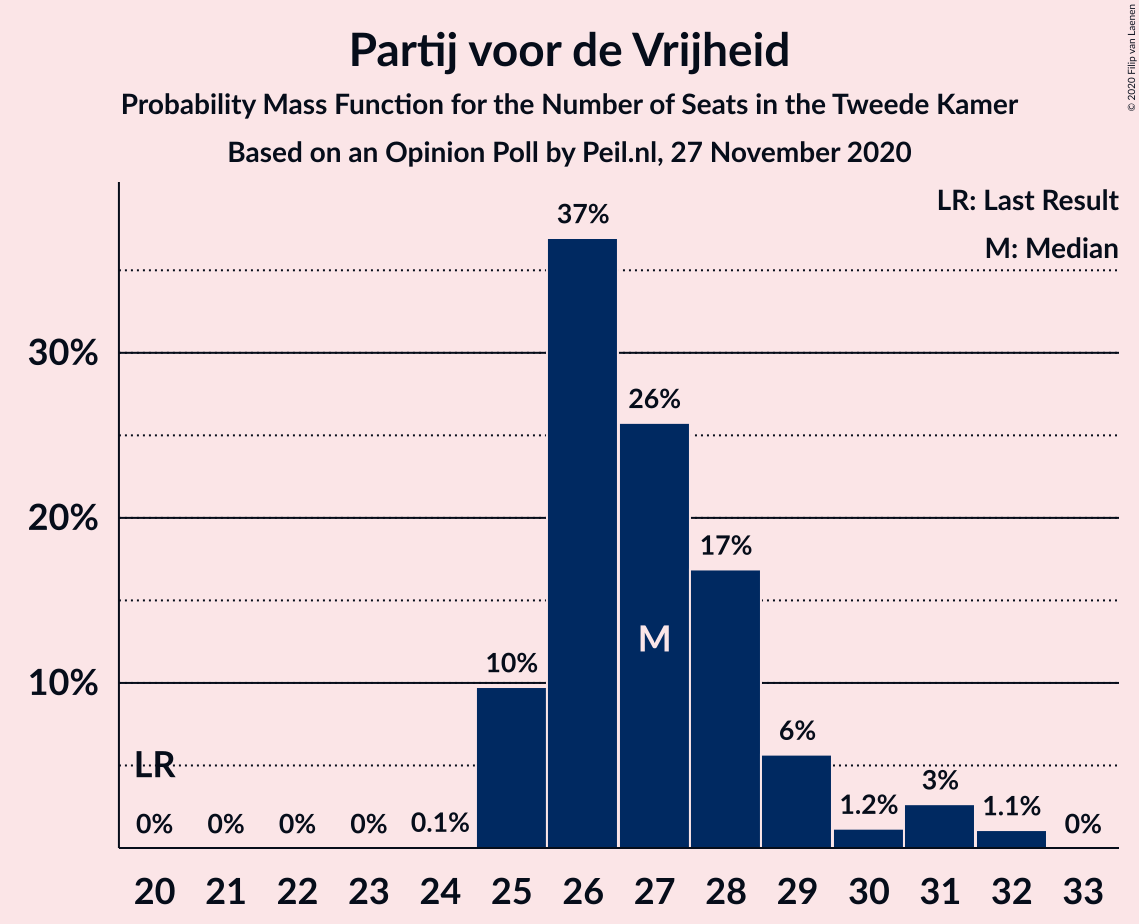 Partij voor de Vrijheid
Probability Mass Function for the Number of Seats in the Tweede Kamer
Based on an Opinion Poll by Peil.nl, 27 November 2020
© 2020 Filip van Laenen
LR: Last Result
M: Median
37%
30%
26%
20%
17%
M
10%
10%
6%
LR
3%
0% 0% 0% 0% 0.1% 1.2% 1.1% 0%
20 21 22 23 24 25 26 27 28 29 30 31 32 33